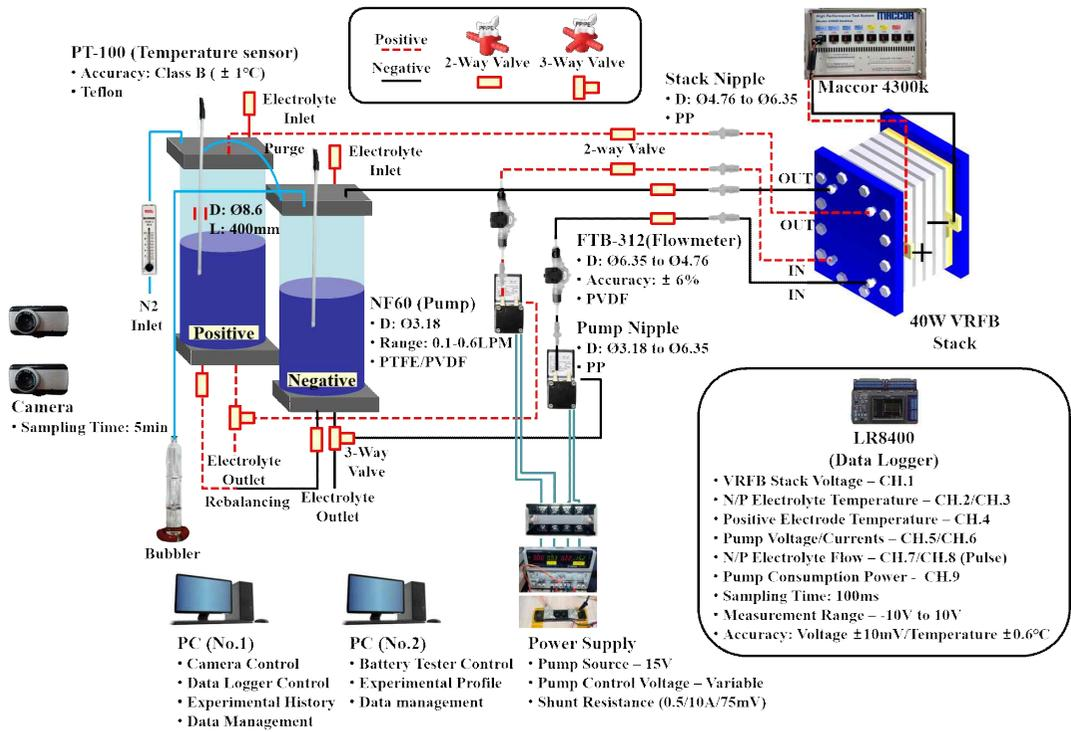 Positive
Negative
2-Way Valve
3-Way Valve
MACCOR
Maccor 4300k
PT-100 (Temperature sensor)
• Accuracy: Class B ( ± 1°C)
• Teflon
Electrolyte
Inlet
Purge
Electrolyte
Inlet
Stack Nipple
• D: Ø4.76 to Ø6.35
• PP
2-way Valve
OUT
OUT
IN
IN
D: Ø8.6
L: 400mm
N2
Inlet
FTB-312(Flowmeter)
• D: Ø6.35 to Ø4.76
• Accuracy: ± 6%
• PVDF
NF60 (Pump)
• D: Ø3.18
• Range: 0.1-0.6LPM
• PTFE/PVDF
Pump Nipple
• D: Ø3.18 to Ø6.35
• PP
40W VRFB
Stack
Positive
Negative
Camera
• Sampling Time: 5min
Electrolyte
Outlet
Rebalancing
3-Way
Valve
Electrolyte
Outlet
Bubbler
LR8400
(Data Logger)
• VRFB Stack Voltage – CH.1
• N/P Electrolyte Temperature – CH.2/CH.3
• Positive Electrode Temperature – CH.4
• Pump Voltage/Currents – CH.5/CH.6
• N/P Electrolyte Flow – CH.7/CH.8 (Pulse)
• Pump Consumption Power - CH.9
• Sampling Time: 100ms
• Measurement Range – -10V to 10V
• Accuracy: Voltage ±10mV/Temperature ±0.6°C
PC (No.1)
• Camera Control
• Data Logger Control
• Experimental History
• Data Management
PC (No.2)
• Battery Tester Control
• Experimental Profile
• Data management
Power Supply
• Pump Source – 15V
• Pump Control Voltage – Variable
• Shunt Resistance (0.5/10A/75mV)